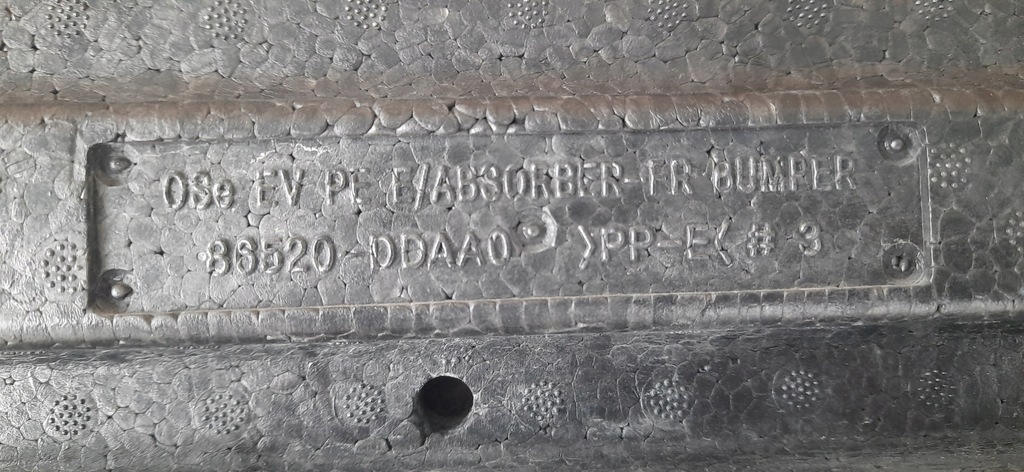 OSe EV PE E/ABSORBER-FR BUMPER
86520-DDAA0 >PP-E< # 3